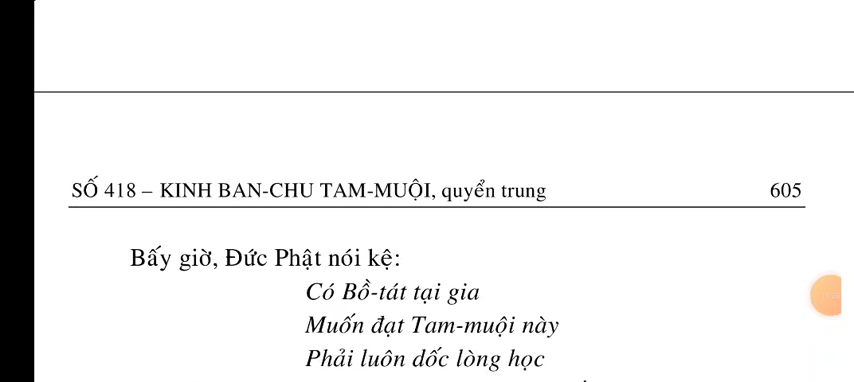 SỐ 418 – KINH BAN-CHU TAM-MUỘI, quyển trung 605
Bấy giờ, Đức Phật nói kệ:
Có Bồ-tát tại gia
Muốn đạt Tam-muội này
Phải luôn dốc lòng học